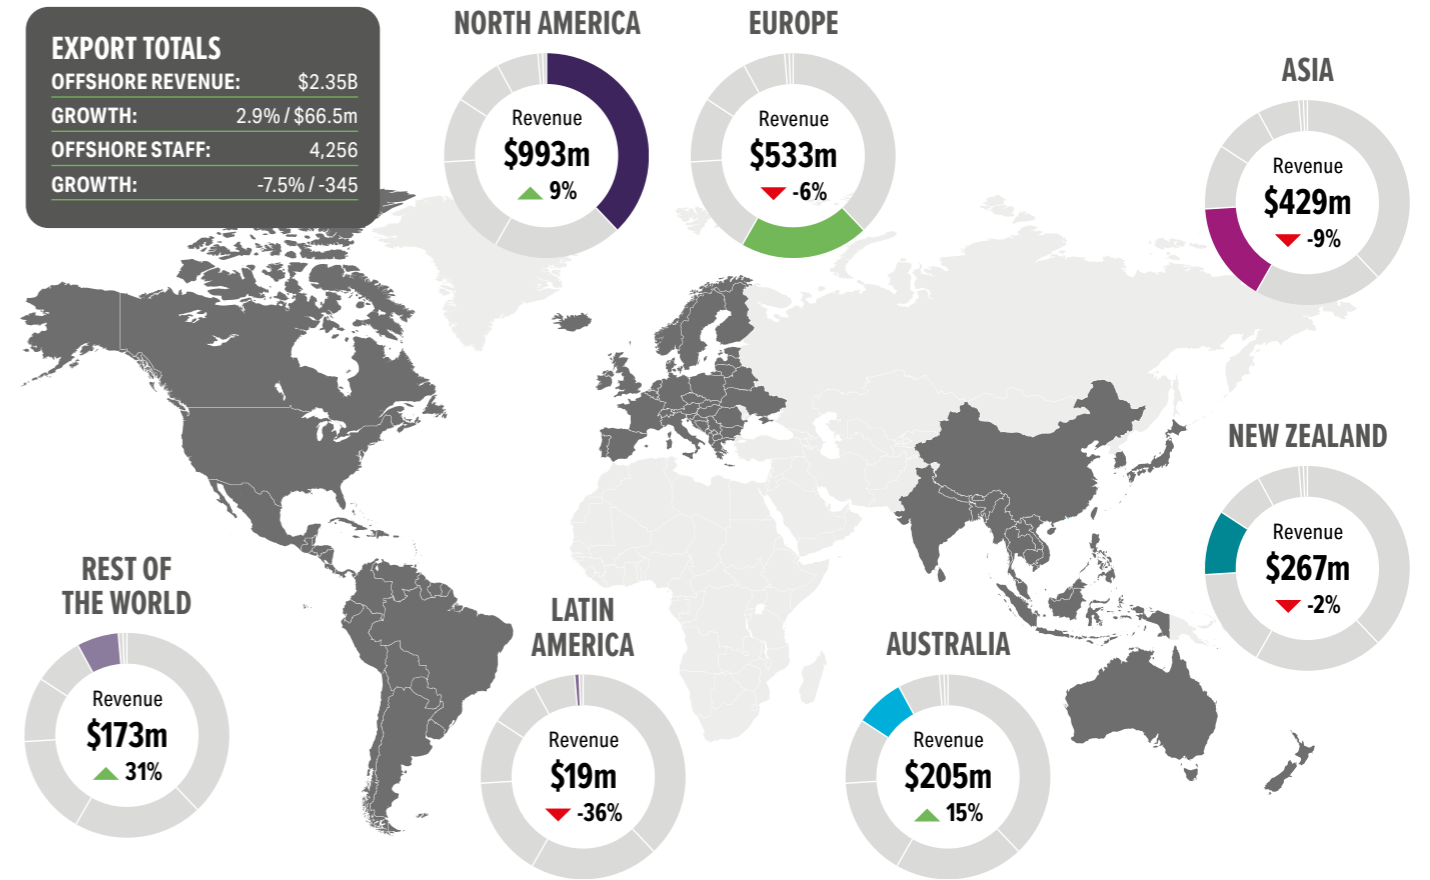 EXPORT TOTALS
OFFSHORE REVENUE: $2.35B
GROWTH: 2.9% / $66.5m
OFFSHORE STAFF: 4,256
GROWTH: -7.5% / -345
NORTH AMERICA
Revenue
$993m
9%
EUROPE
Revenue
$533m
-6%
ASIA
Revenue
$429m
-9%
NEW ZEALAND
Revenue
$267m
-2%
REST OF
THE WORLD
Revenue
$173m
31%
LATIN
AMERICA
Revenue
$19m
-36%
AUSTRALIA
Revenue
$205m
15%